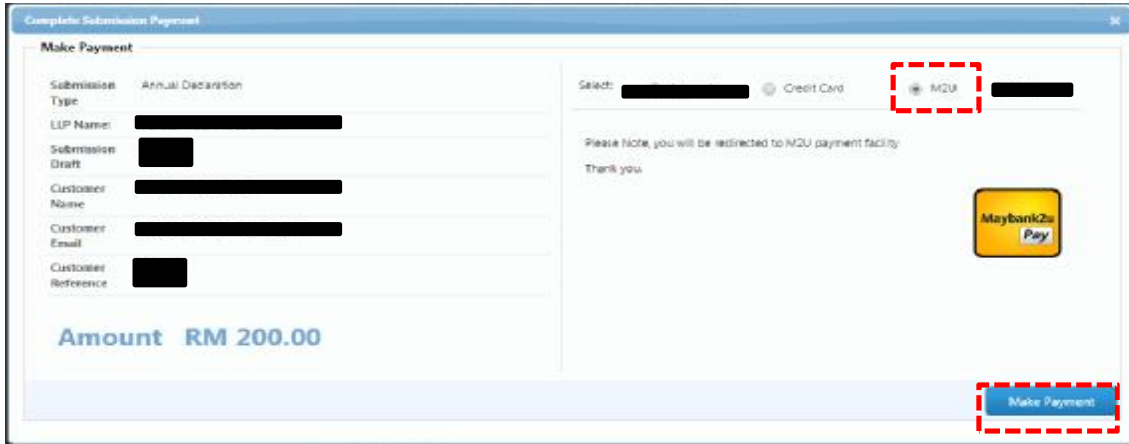 Complete Submission Payment
Make Payment
Submission Type Annual Declaration
LLP Name:
Submission Draft
Customer Name
Customer Email
Customer Reference
Amount RM 200.00
Select: Credit Card M2U
Please Note, you will be redirected to M2U payment facility
Thank you.
Maybank2u
Pay
Make Payment